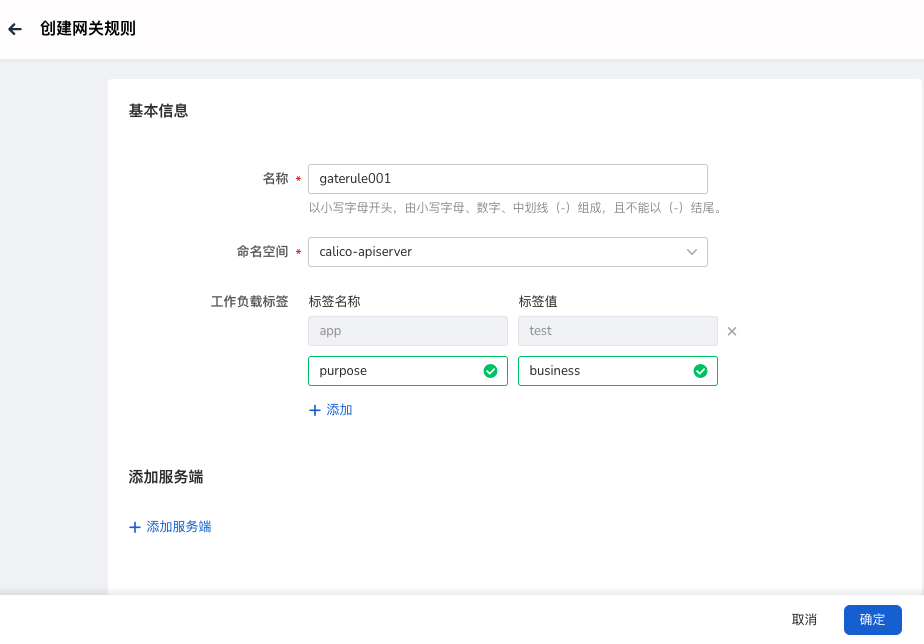 创建网关规则
基本信息
名称 *
gaterule001
以小写字母开头，由小写字母、数字、中划线（-）组成，且不能以（-）结尾。
命名空间 *
calico-apiserver
工作负载标签
标签名称 标签值
app test
purpose business
添加
添加服务端
添加服务端
取消 确定